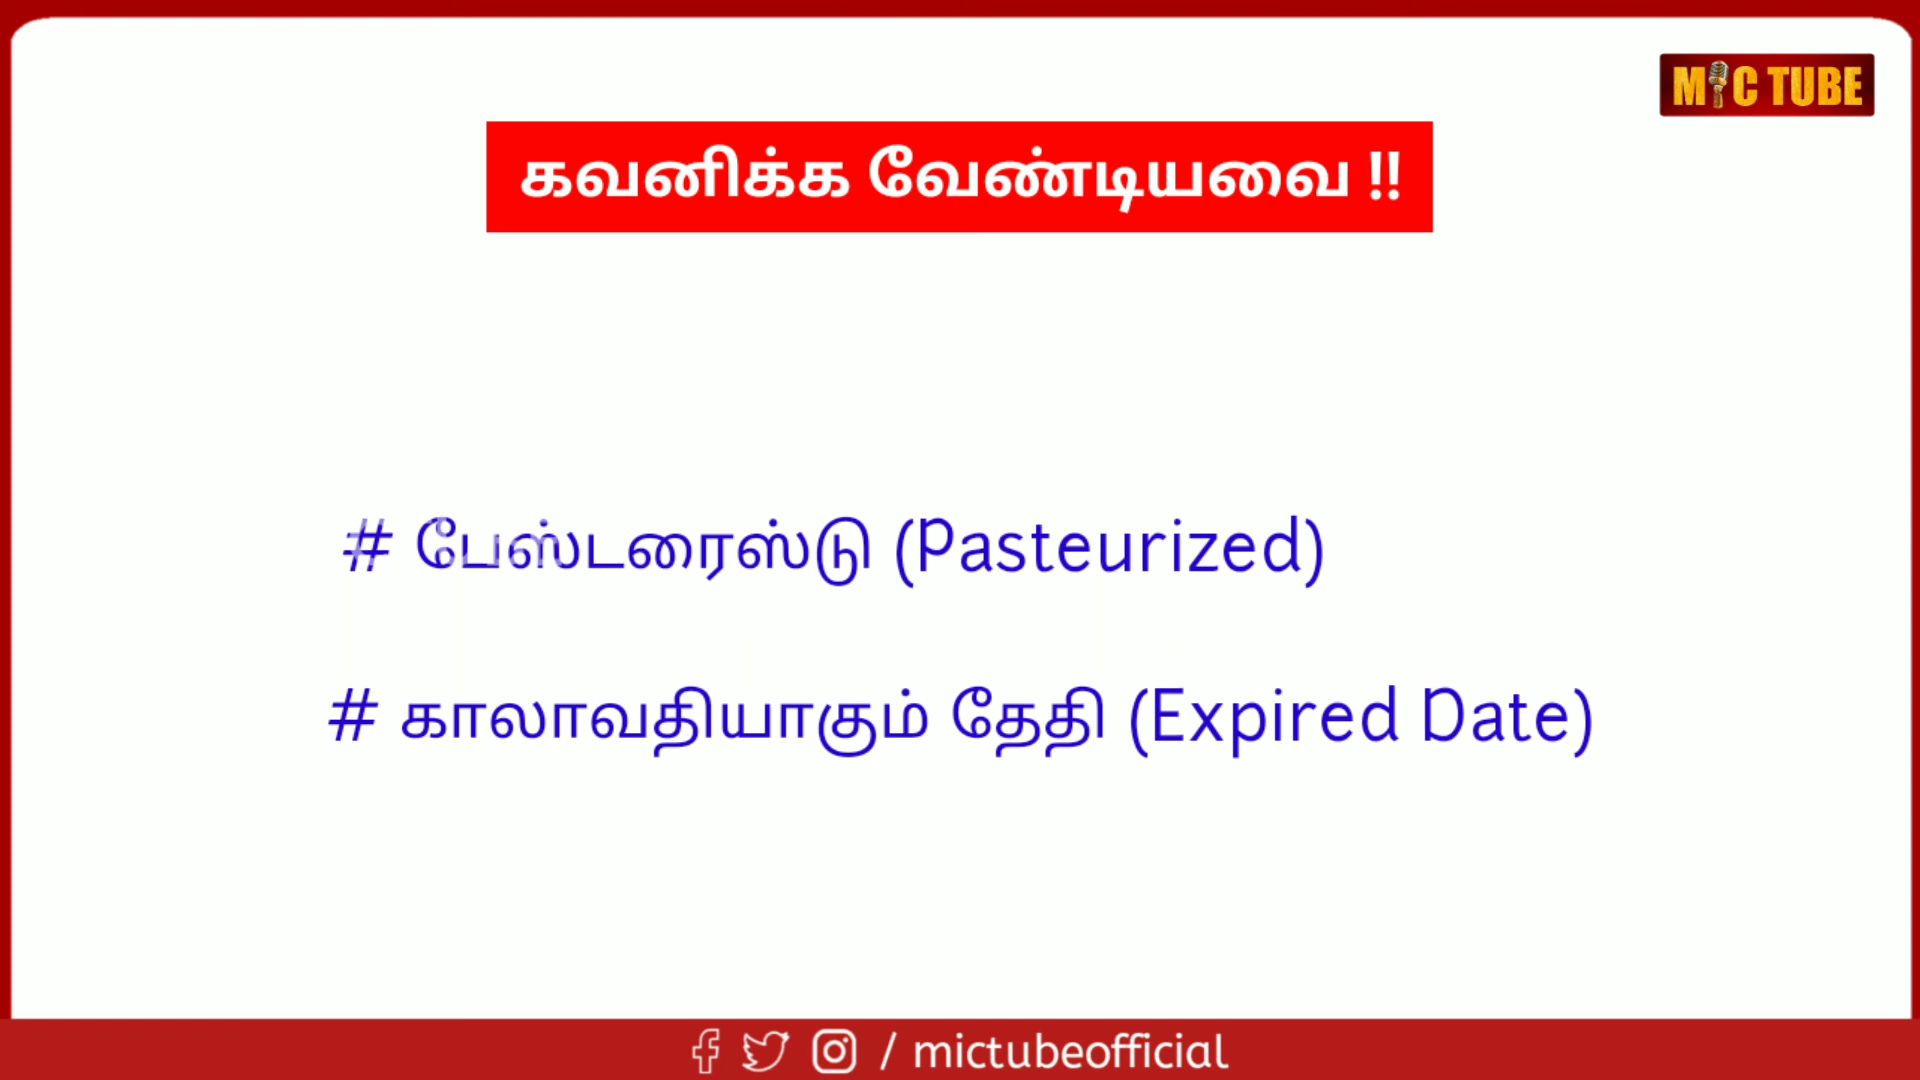 MIC TUBE
கவனிக்க வேண்டியவை !!
# பேஸ்டரைஸ்டு (Pasteurized)
# காலாவதியாகும் தேதி (Expired Date)
/ mictubeofficial